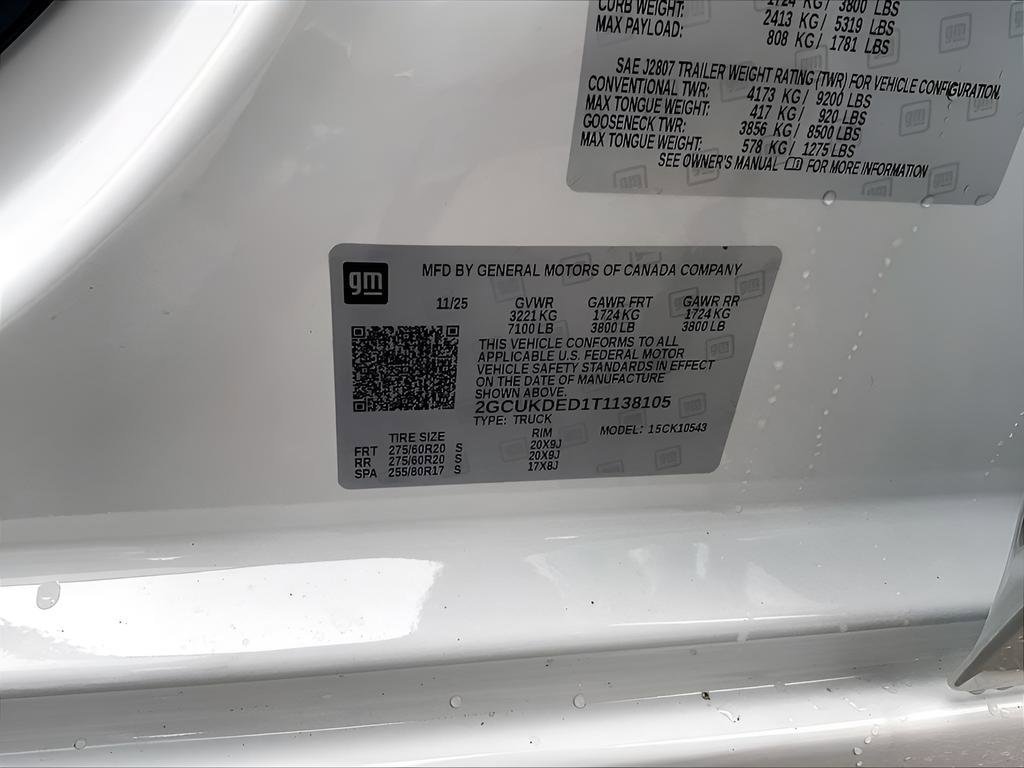 CURB WEIGHT: 1724 KG / 3800 LBS
MAX PAYLOAD: 2413 KG / 5319 LBS
808 KG / 1781 LBS
SAE J2807 TRAILER WEIGHT RATING (TWR) FOR VEHICLE CONFIGURATION
CONVENTIONAL TWR: 4173 KG / 9200 LBS
MAX TONGUE WEIGHT: 417 KG / 920 LBS
GOOSENECK TWR: 3856 KG / 8500 LBS
MAX TONGUE WEIGHT: 578 KG / 1275 LBS
SEE OWNER'S MANUAL FOR MORE INFORMATION
gm
MFD BY GENERAL MOTORS OF CANADA COMPANY
11/25 GVWR GAWR FRT GAWR RR
3221 KG 1724 KG 1724 KG
7100 LB 3800 LB 3800 LB
THIS VEHICLE CONFORMS TO ALL
APPLICABLE U.S. FEDERAL MOTOR
VEHICLE SAFETY STANDARDS IN EFFECT
ON THE DATE OF MANUFACTURE
SHOWN ABOVE.
2GCUKDED1T1138105
TYPE: TRUCK
MODEL: 15CK10543
TIRE SIZE RIM
FRT 275/60R20 S 20X9J
RR 275/60R20 S 20X9J
SPA 255/80R17 S 17X8J